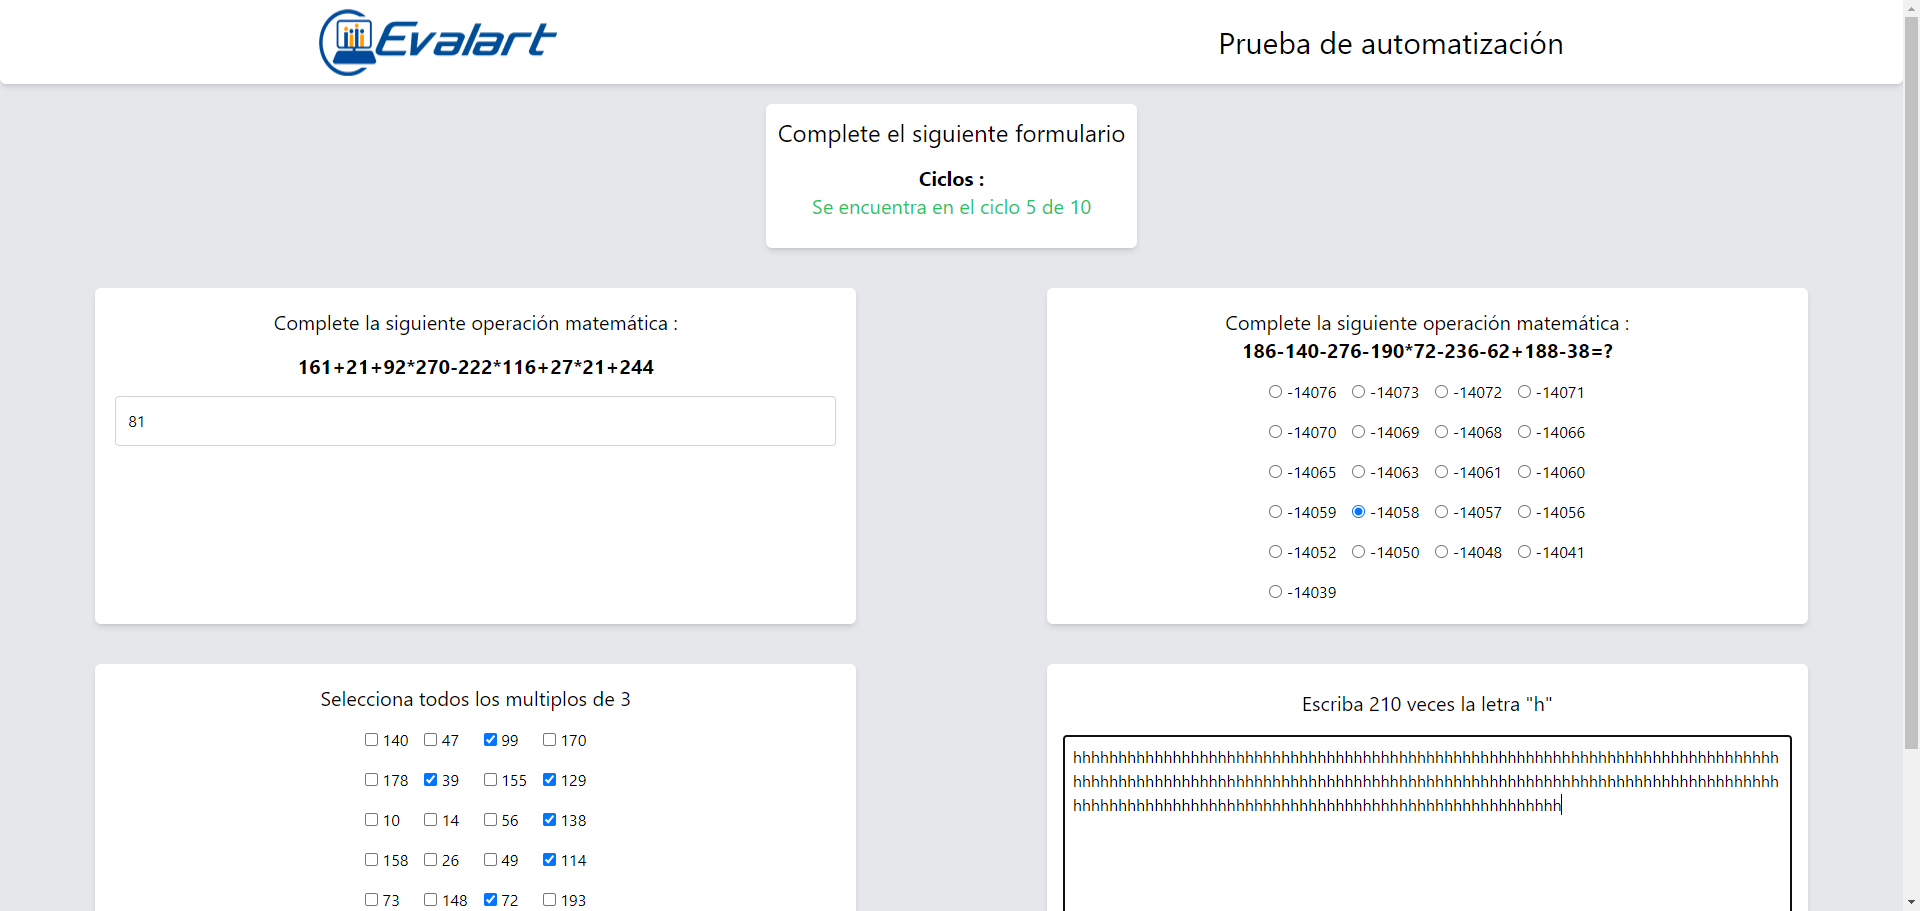 Evalart
Prueba de automatización
Complete el siguiente formulario
Ciclos :
Se encuentra en el ciclo 5 de 10
Complete la siguiente operación matemática :
161+21+92*270-222*116+27*21+244
81
Complete la siguiente operación matemática :
186-140-276-190*72-236-62+188-38=?
-14076 -14073 -14072 -14071
-14070 -14069 -14068 -14066
-14065 -14063 -14061 -14060
-14059 -14058 -14057 -14056
-14052 -14050 -14048 -14041
-14039
Selecciona todos los multiplos de 3
140 47 99 170
178 39 155 129
10 14 56 138
158 26 49 114
73 148 72 193
Escriba 210 veces la letra "h"
hhhhhhhhhhhhhhhhhhhhhhhhhhhhhhhhhhhhhhhhhhhhhhhhhhhhhhhhhhhhhhhhhhhhhhhhhhhhhh
hhhhhhhhhhhhhhhhhhhhhhhhhhhhhhhhhhhhhhhhhhhhhhhhhhhhhhhhhhhhhhhhhhhhhhhhhhhhhh
hhhhhhhhhhhhhhhhhhhhhhhhhhhhhhhhhhhhhhhhhhhhhhhhhhhhhh